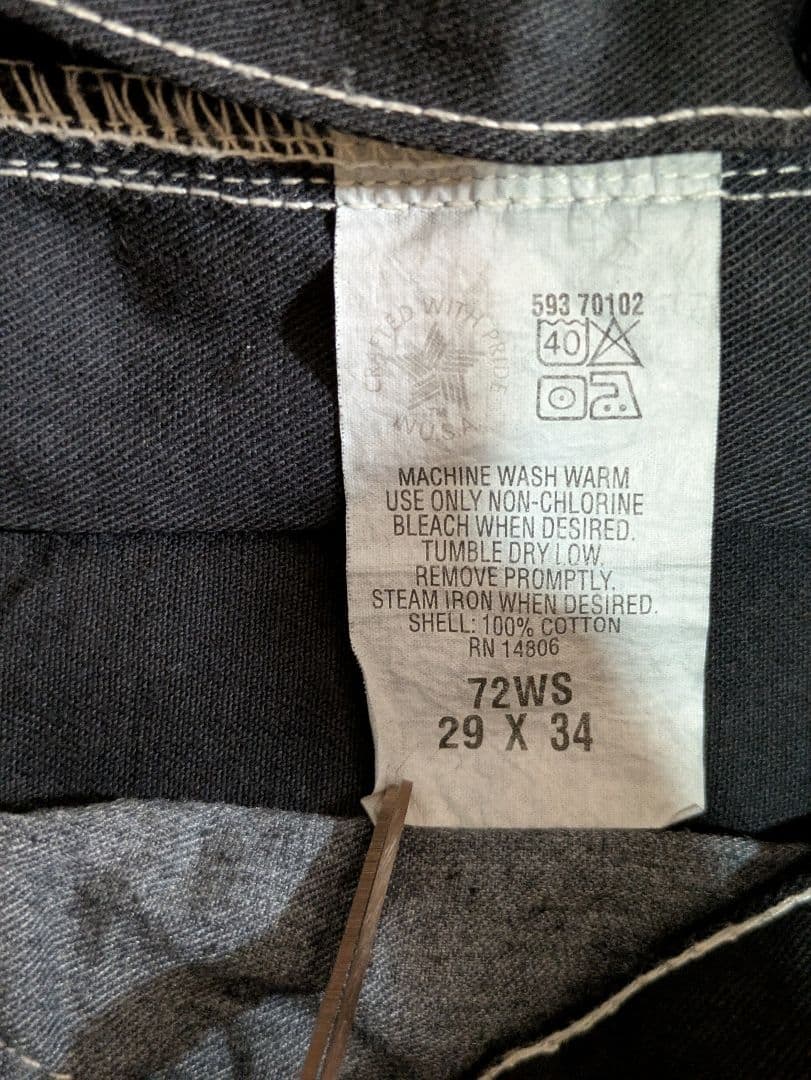 CRAFTED WITH PRIDE
IN U.S.A.
TM
593 70102
40
MACHINE WASH WARM
USE ONLY NON-CHLORINE
BLEACH WHEN DESIRED.
TUMBLE DRY LOW.
REMOVE PROMPTLY.
STEAM IRON WHEN DESIRED.
SHELL: 100% COTTON
RN 14806
72WS
29 X 34